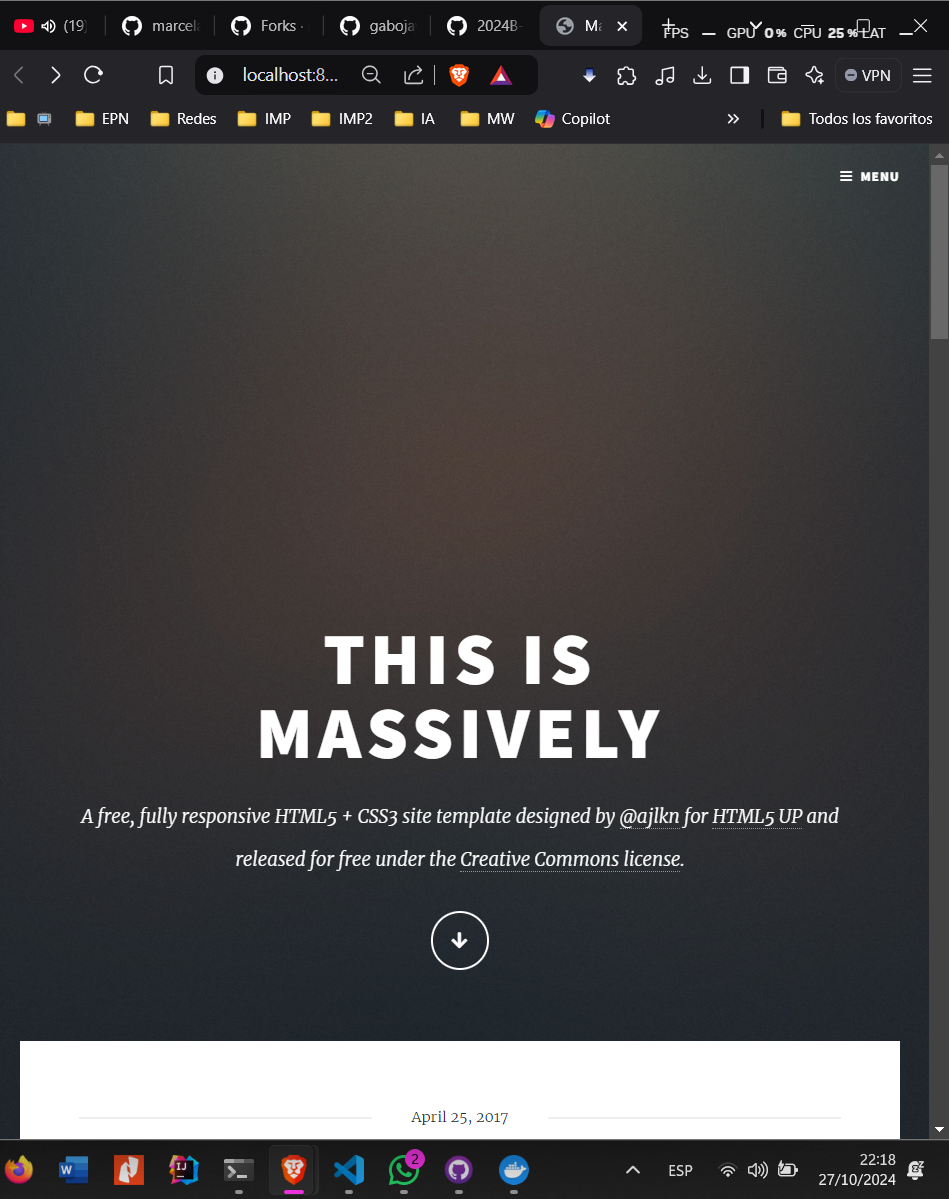 (19)
marcela
Forks ·
gaboja
2024B-
Ma
FPS — GPU 0 % CPU 25 % LAT —
localhost:8...
VPN
EPN
Redes
IMP
IMP2
IA
MW
Copilot
Todos los favoritos
MENU
THIS IS
MASSIVELY
A free, fully responsive HTML5 + CSS3 site template designed by @ajlkn for HTML5 UP and
released for free under the Creative Commons license.
April 25, 2017
2
ESP
22:18
27/10/2024